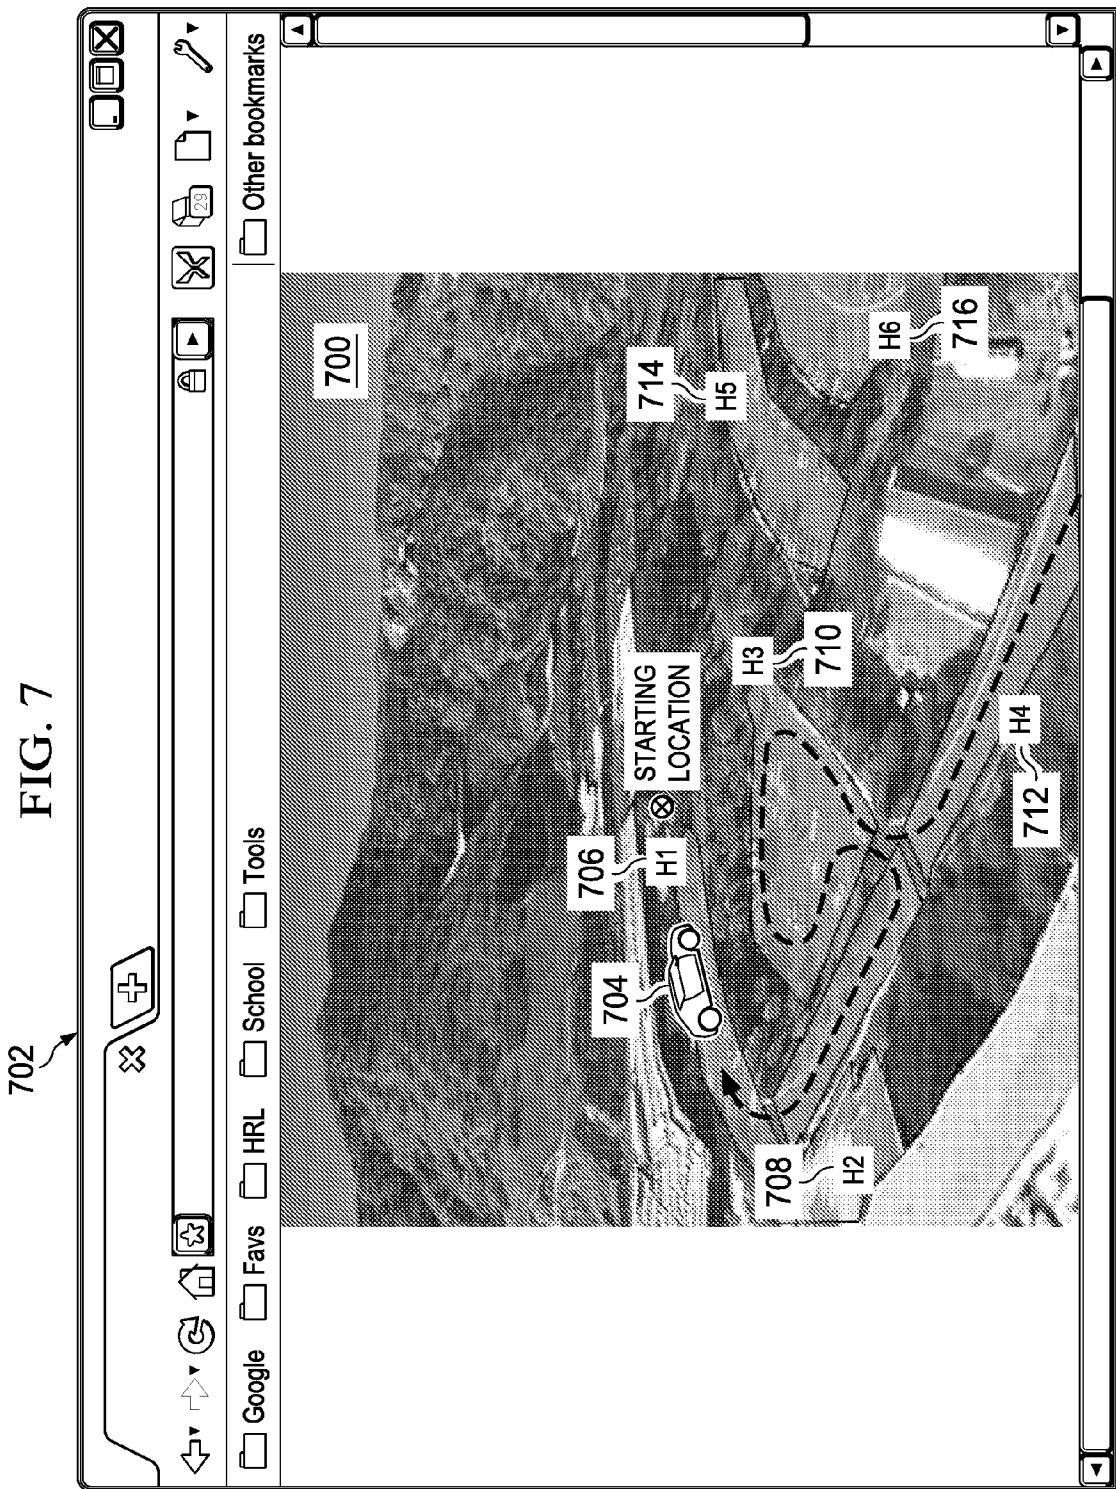 FIG. 7
702
Google
Favs
HRL
School
Tools
Other bookmarks
29
700
706
H1
STARTING
LOCATION
704
714
H5
H3
710
H6
716
708
H2
H4
712